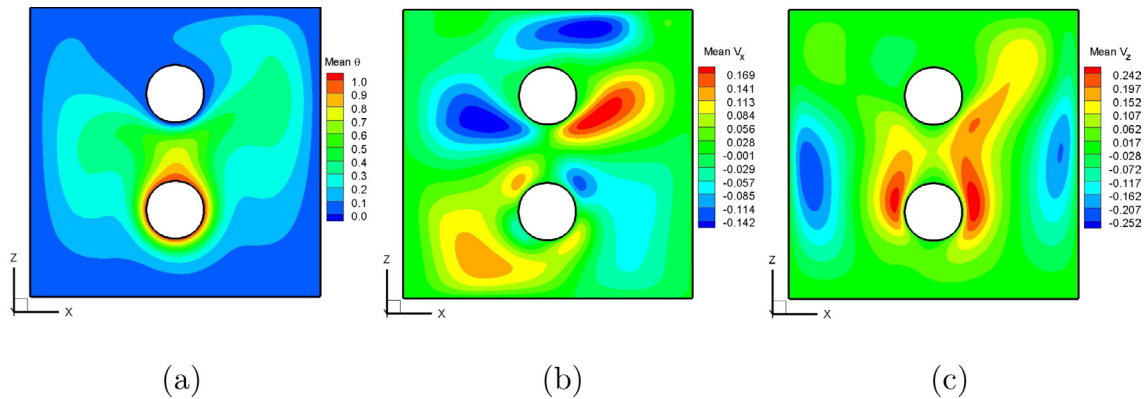 Mean θ
1.0
0.9
0.8
0.7
0.6
0.5
0.4
0.3
0.2
0.1
0.0
Z
Y
X
Mean Vx
0.169
0.141
0.113
0.084
0.056
0.028
-0.001
-0.029
-0.057
-0.085
-0.114
-0.142
Z
Y
X
Mean Vz
0.242
0.197
0.152
0.107
0.062
0.017
-0.028
-0.072
-0.117
-0.162
-0.207
-0.252
Z
Y
X
(a)
(b)
(c)